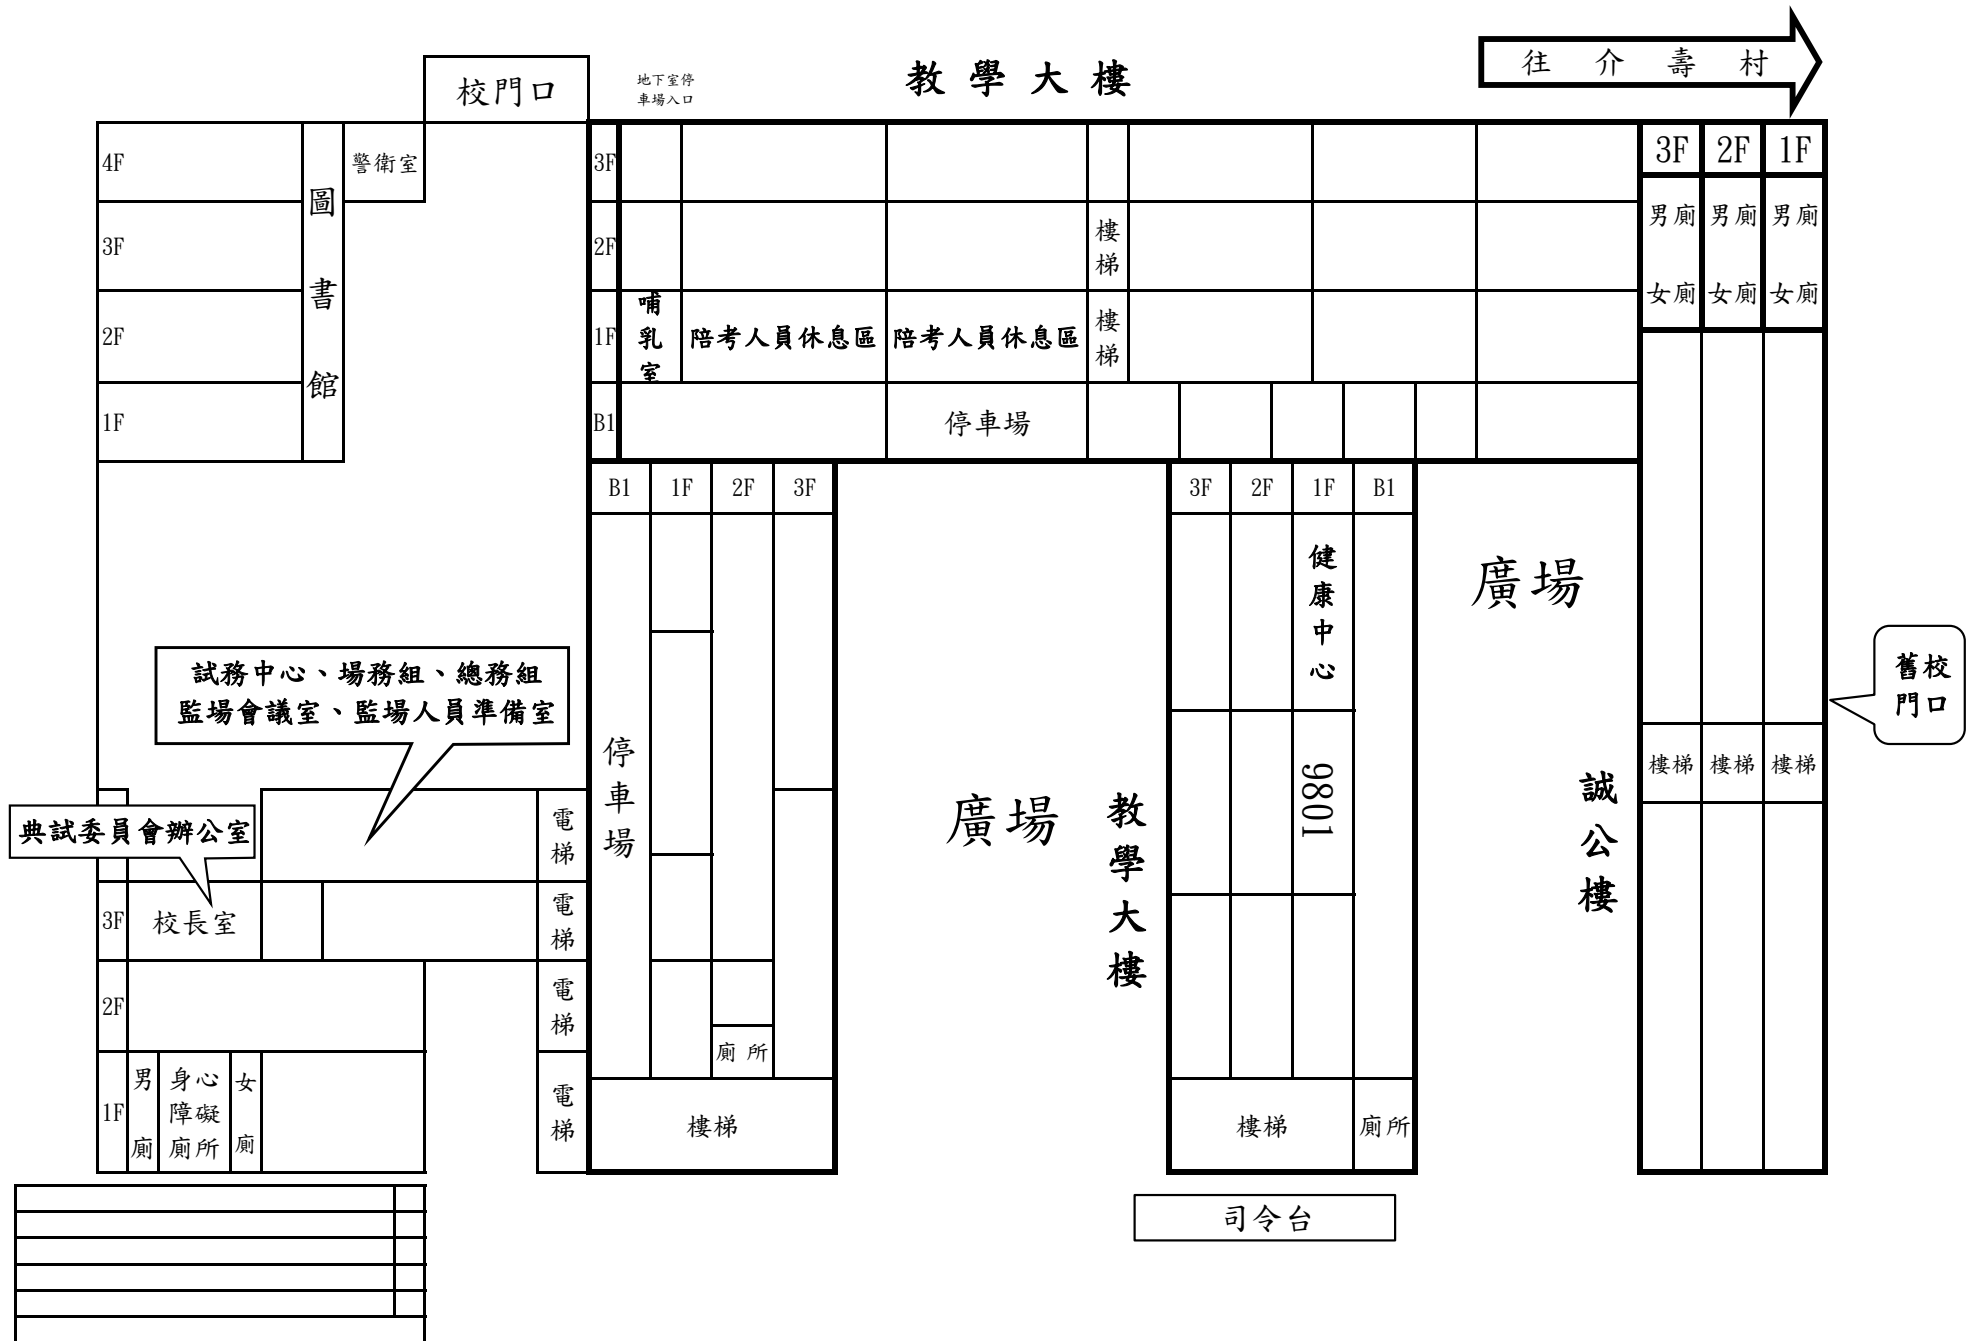 往介壽村
教學大樓
校門口
地下室停
車場入口
4F
3F
2F
1F
圖書館
警衛室
3F
2F
1F
B1
樓梯
哺乳室
陪考人員休息區
陪考人員休息區
樓梯
停車場
3F 2F 1F
男廁 男廁 男廁
女廁 女廁 女廁
樓梯 樓梯 樓梯
B1 1F 2F 3F
停車場
廁所
樓梯
廣場
教學大樓
3F 2F 1F B1
健康中心
9801
樓梯
廁所
廣場
誠公樓
舊校
門口
試務中心、場務組、總務組
監場會議室、監場人員準備室
典試委員會辦公室
電梯
3F
校長室
電梯
2F
電梯
1F
男廁
身心
障礙
廁所
女廁
電梯
司令台